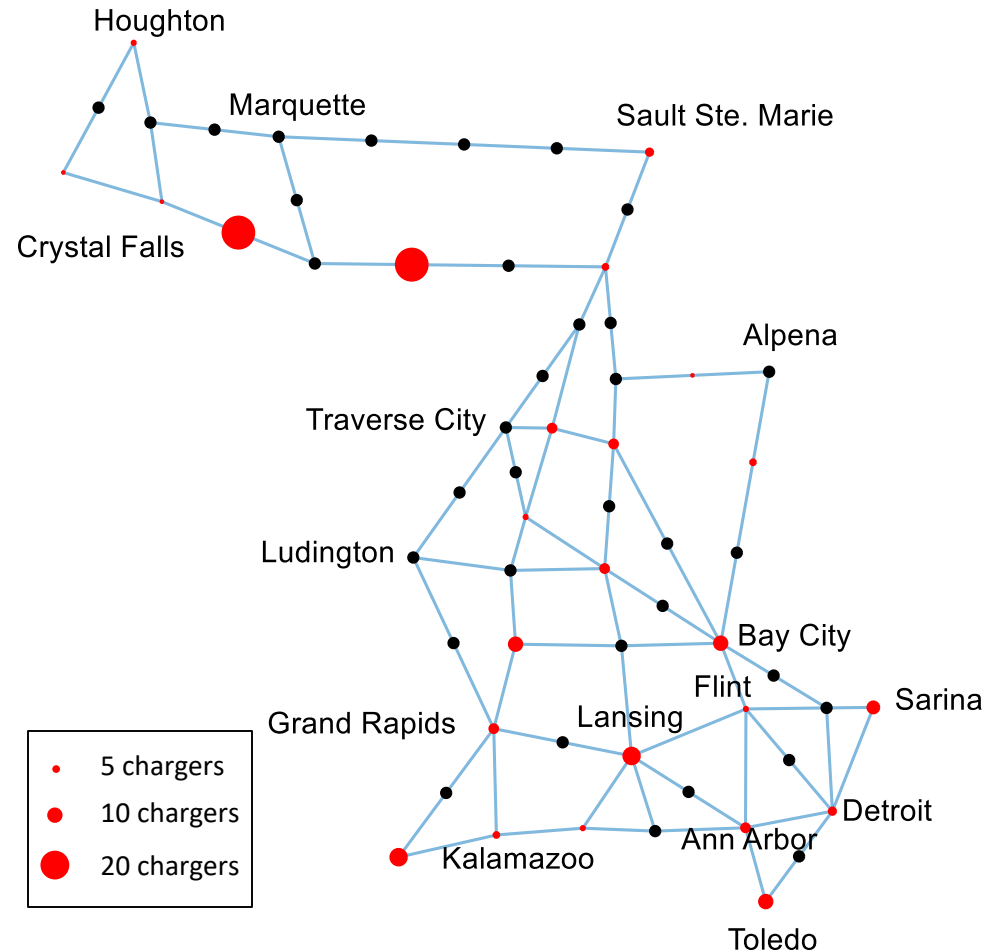 Houghton
Marquette
Sault Ste. Marie
Crystal Falls
Alpena
Traverse City
Ludington
Bay City
Flint
Sarina
Grand Rapids
Lansing
5 chargers
10 chargers
20 chargers
Detroit
Ann Arbor
Kalamazoo
Toledo